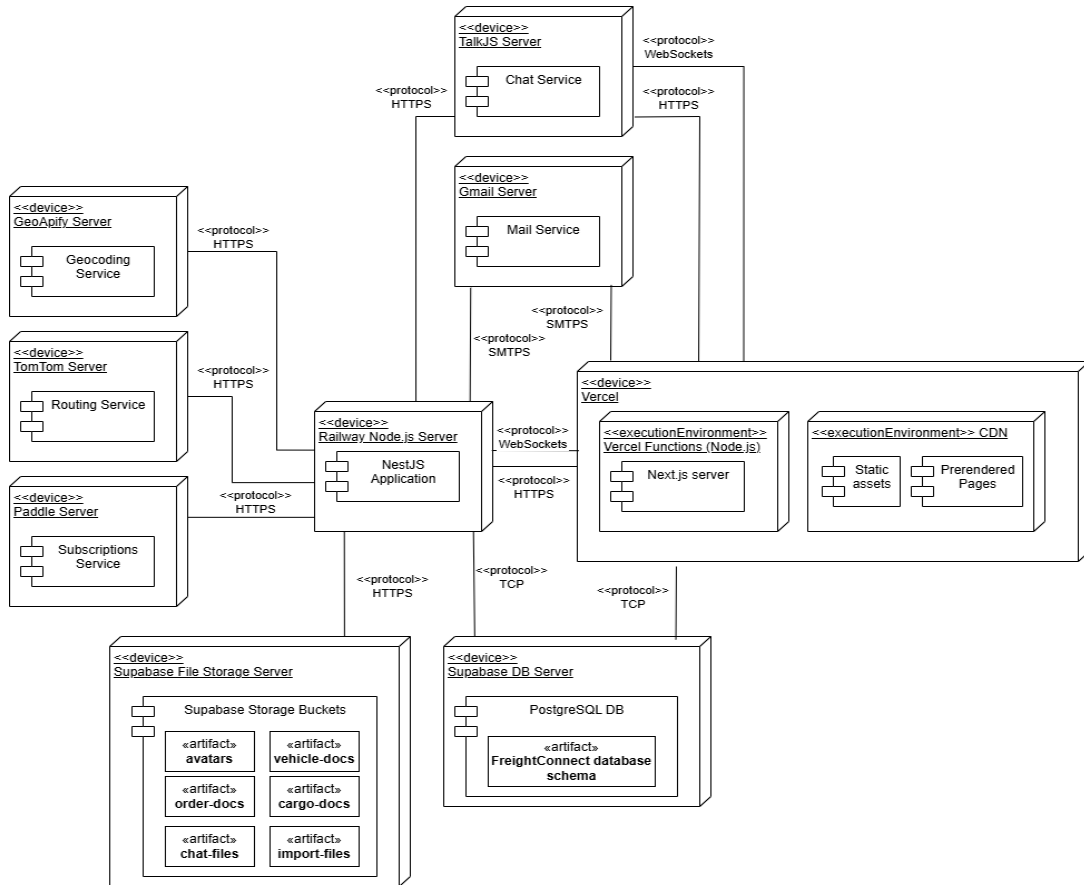 <<device>>
TalkJS Server
Chat Service
<<protocol>>
WebSockets
<<protocol>>
HTTPS
<<protocol>>
HTTPS
<<device>>
Gmail Server
Mail Service
<<device>>
GeoApify Server
Geocoding
Service
<<protocol>>
HTTPS
<<protocol>>
SMTPS
<<protocol>>
SMTPS
<<device>>
TomTom Server
Routing Service
<<protocol>>
HTTPS
<<device>>
Vercel
<<executionEnvironment>>
Vercel Functions (Node.js)
Next.js server
<<executionEnvironment>> CDN
Static
assets
Prerendered
Pages
<<device>>
Railway Node.js Server
NestJS
Application
<<protocol>>
WebSockets
<<protocol>>
HTTPS
<<device>>
Paddle Server
Subscriptions
Service
<<protocol>>
HTTPS
<<protocol>>
HTTPS
<<protocol>>
TCP
<<protocol>>
TCP
<<device>>
Supabase File Storage Server
Supabase Storage Buckets
«artifact»
avatars
«artifact»
vehicle-docs
«artifact»
order-docs
«artifact»
cargo-docs
«artifact»
chat-files
«artifact»
import-files
<<device>>
Supabase DB Server
PostgreSQL DB
«artifact»
FreightConnect database
schema